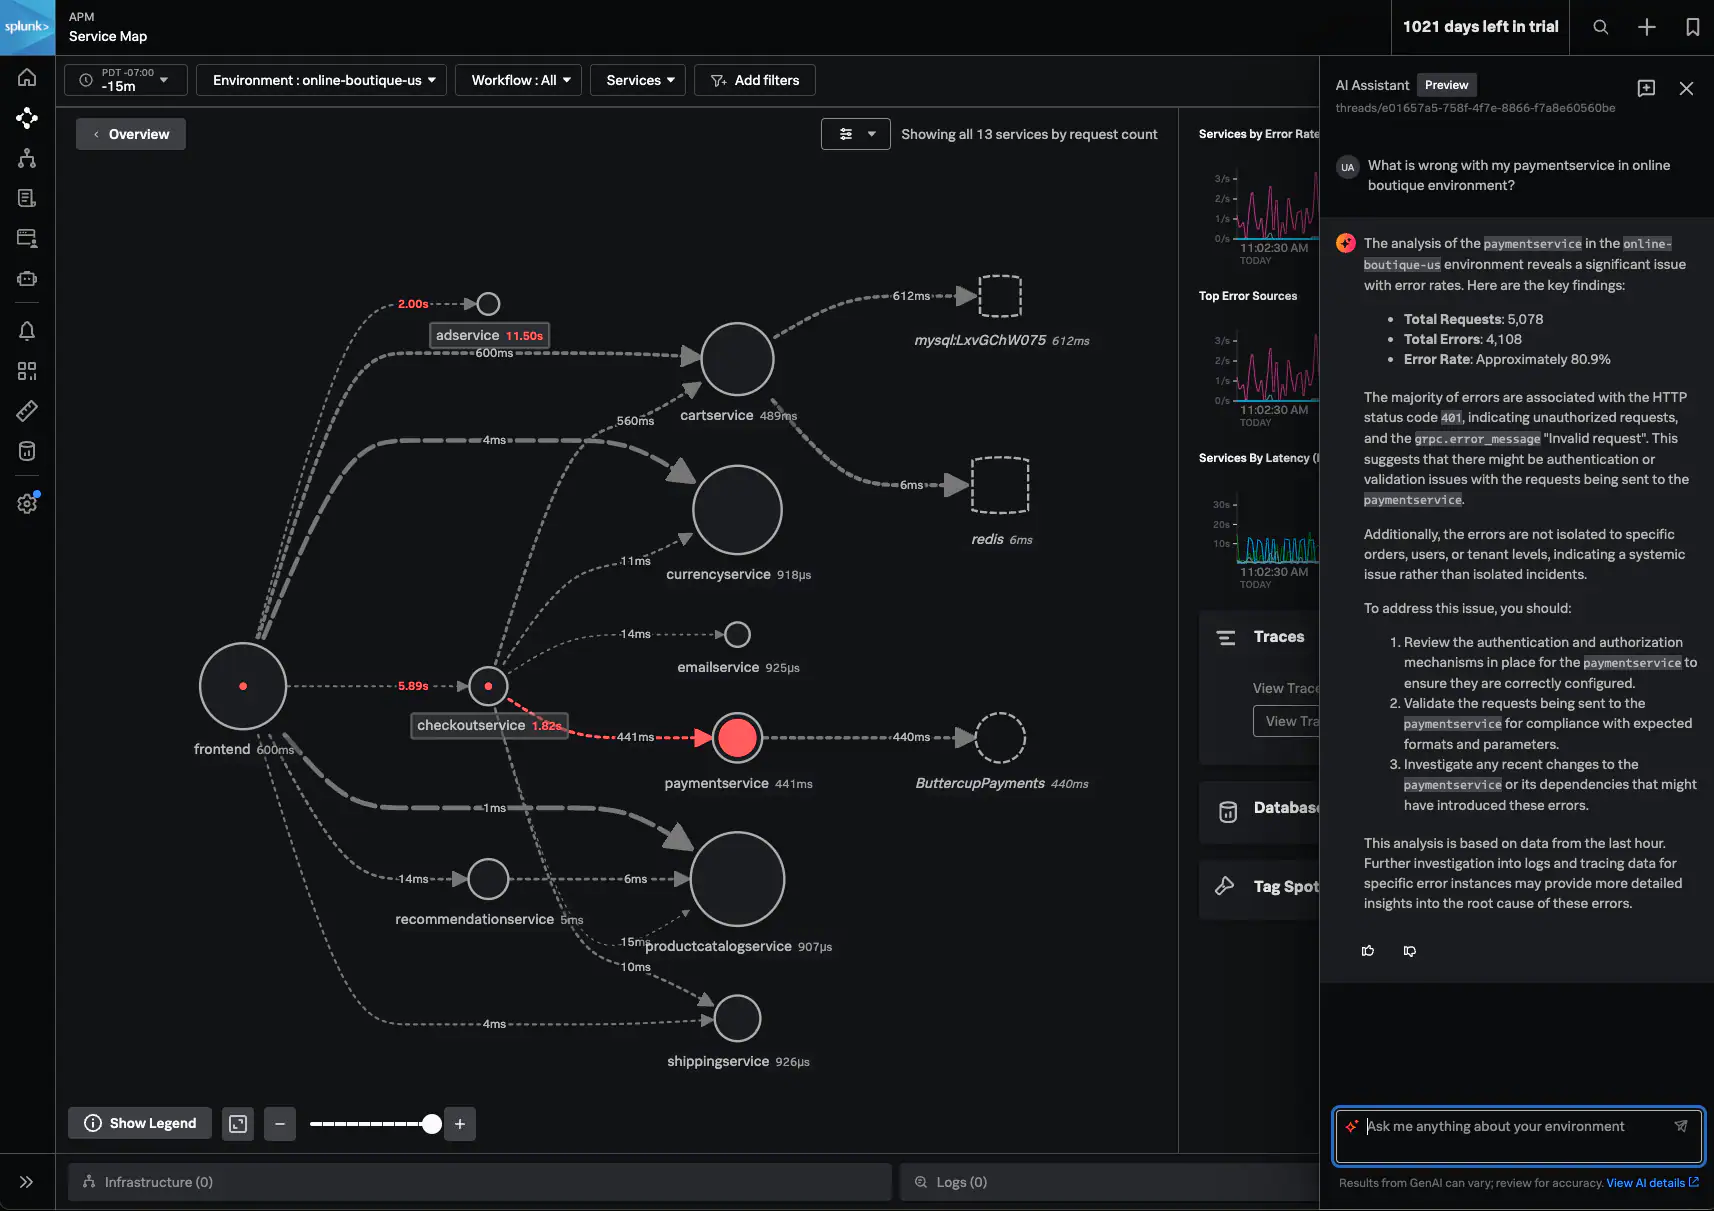 splunk>
APM
Service Map
1021 days left in trial
PDT -07:00
-15m
Environment : online-boutique-us
Workflow : All
Services
Add filters
Overview
Showing all 13 services by request count
2.00s
adservice 11.50s
600ms
612ms
mysql:LxvGChW075 612ms
cartservice 489ms
560ms
4ms
6ms
redis 6ms
11ms
currencyservice 918µs
14ms
emailservice 925µs
5.89s
checkoutservice 1.82s
frontend 600ms
441ms
440ms
paymentservice 441ms
ButtercupPayments 440ms
1ms
14ms
6ms
recommendationservice 5ms
15ms
productcatalogservice 907µs
10ms
4ms
shippingservice 926µs
Show Legend
Infrastructure (0)
Logs (0)
Services by Error Rate
3/s
2/s
1/s
0/s
11:02:30 AM
TODAY
Top Error Sources
3/s
2/s
1/s
0/s
11:02:30 AM
TODAY
Services By Latency (
30s
20s
10s
11:02:30 AM
TODAY
Traces
View Trac
View Tra
Databas
Tag Spot
AI Assistant Preview
threads/e01657a5-758f-4f7e-8866-f7a8e60560be
UA
What is wrong with my paymentservice in online
boutique environment?
The analysis of the paymentservice in the online-
boutique-us environment reveals a significant issue
with error rates. Here are the key findings:
• Total Requests: 5,078
• Total Errors: 4,108
• Error Rate: Approximately 80.9%
The majority of errors are associated with the HTTP
status code 401, indicating unauthorized requests,
and the grpc.error_message "Invalid request". This
suggests that there might be authentication or
validation issues with the requests being sent to the
paymentservice.
Additionally, the errors are not isolated to specific
orders, users, or tenant levels, indicating a systemic
issue rather than isolated incidents.
To address this issue, you should:
1. Review the authentication and authorization
mechanisms in place for the paymentservice to
ensure they are correctly configured.
2. Validate the requests being sent to the
paymentservice for compliance with expected
formats and parameters.
3. Investigate any recent changes to the
paymentservice or its dependencies that might
have introduced these errors.
This analysis is based on data from the last hour.
Further investigation into logs and tracing data for
specific error instances may provide more detailed
insights into the root cause of these errors.
Ask me anything about your environment
Results from GenAI can vary; review for accuracy. View AI details